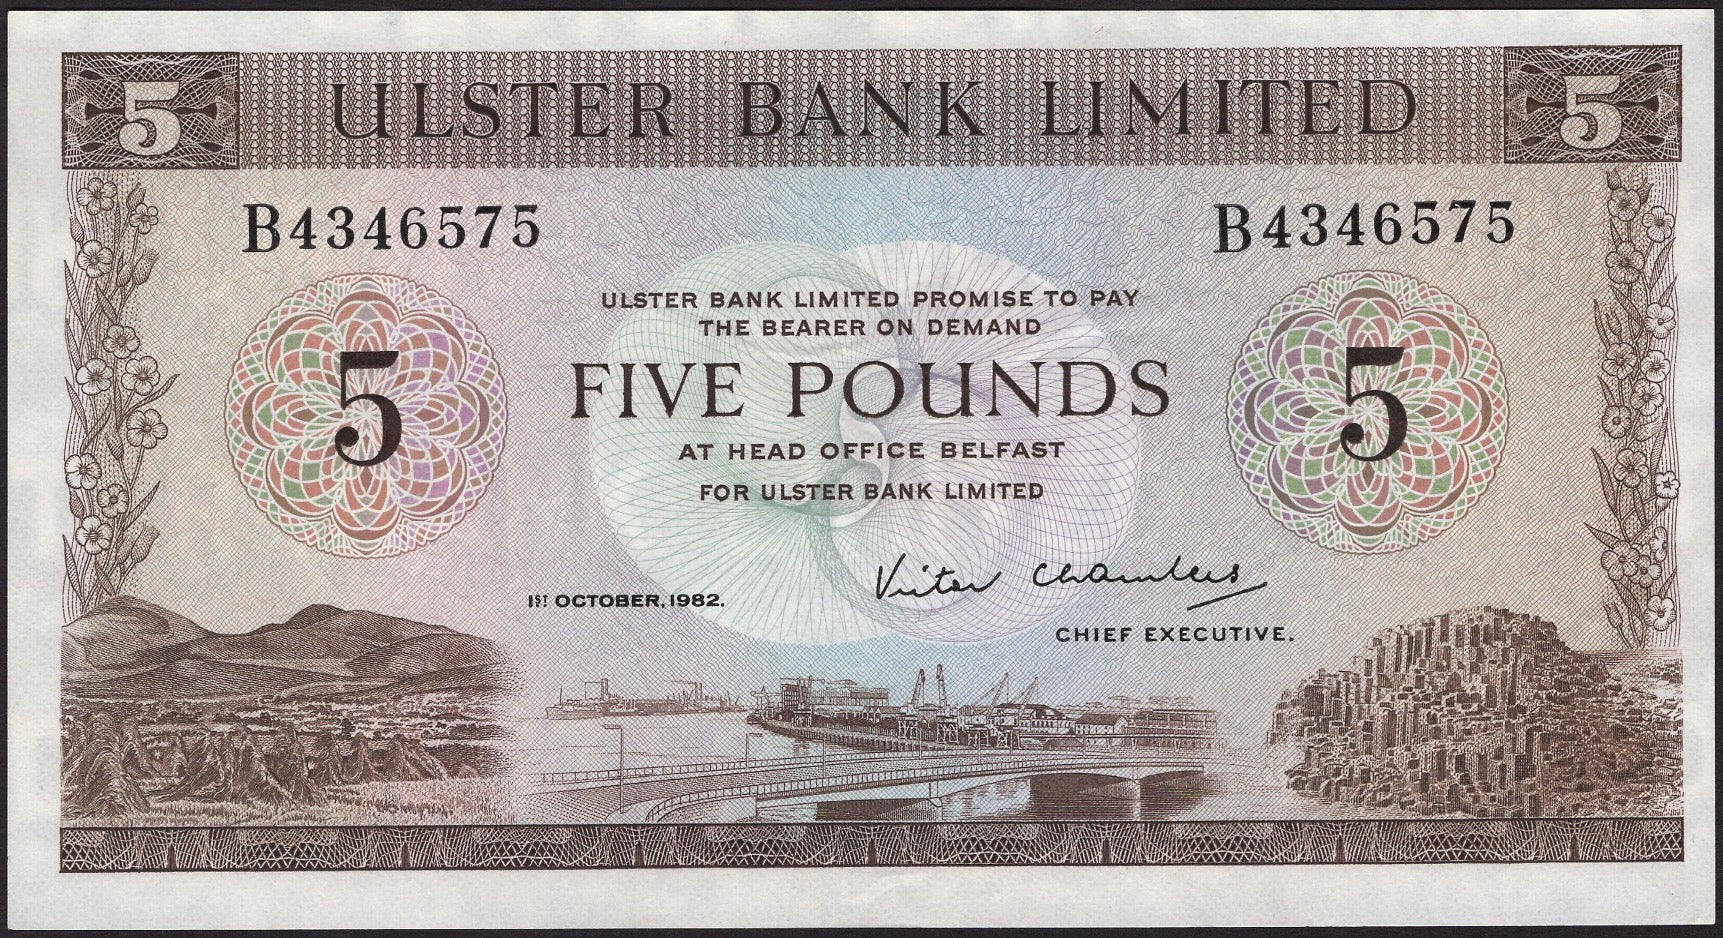 5 ULSTER BANK LIMITED 5
B4346575 B4346575
ULSTER BANK LIMITED PROMISE TO PAY
THE BEARER ON DEMAND
5 FIVE POUNDS 5
AT HEAD OFFICE BELFAST
FOR ULSTER BANK LIMITED
Victor Chambers
1ST OCTOBER, 1982.
CHIEF EXECUTIVE.